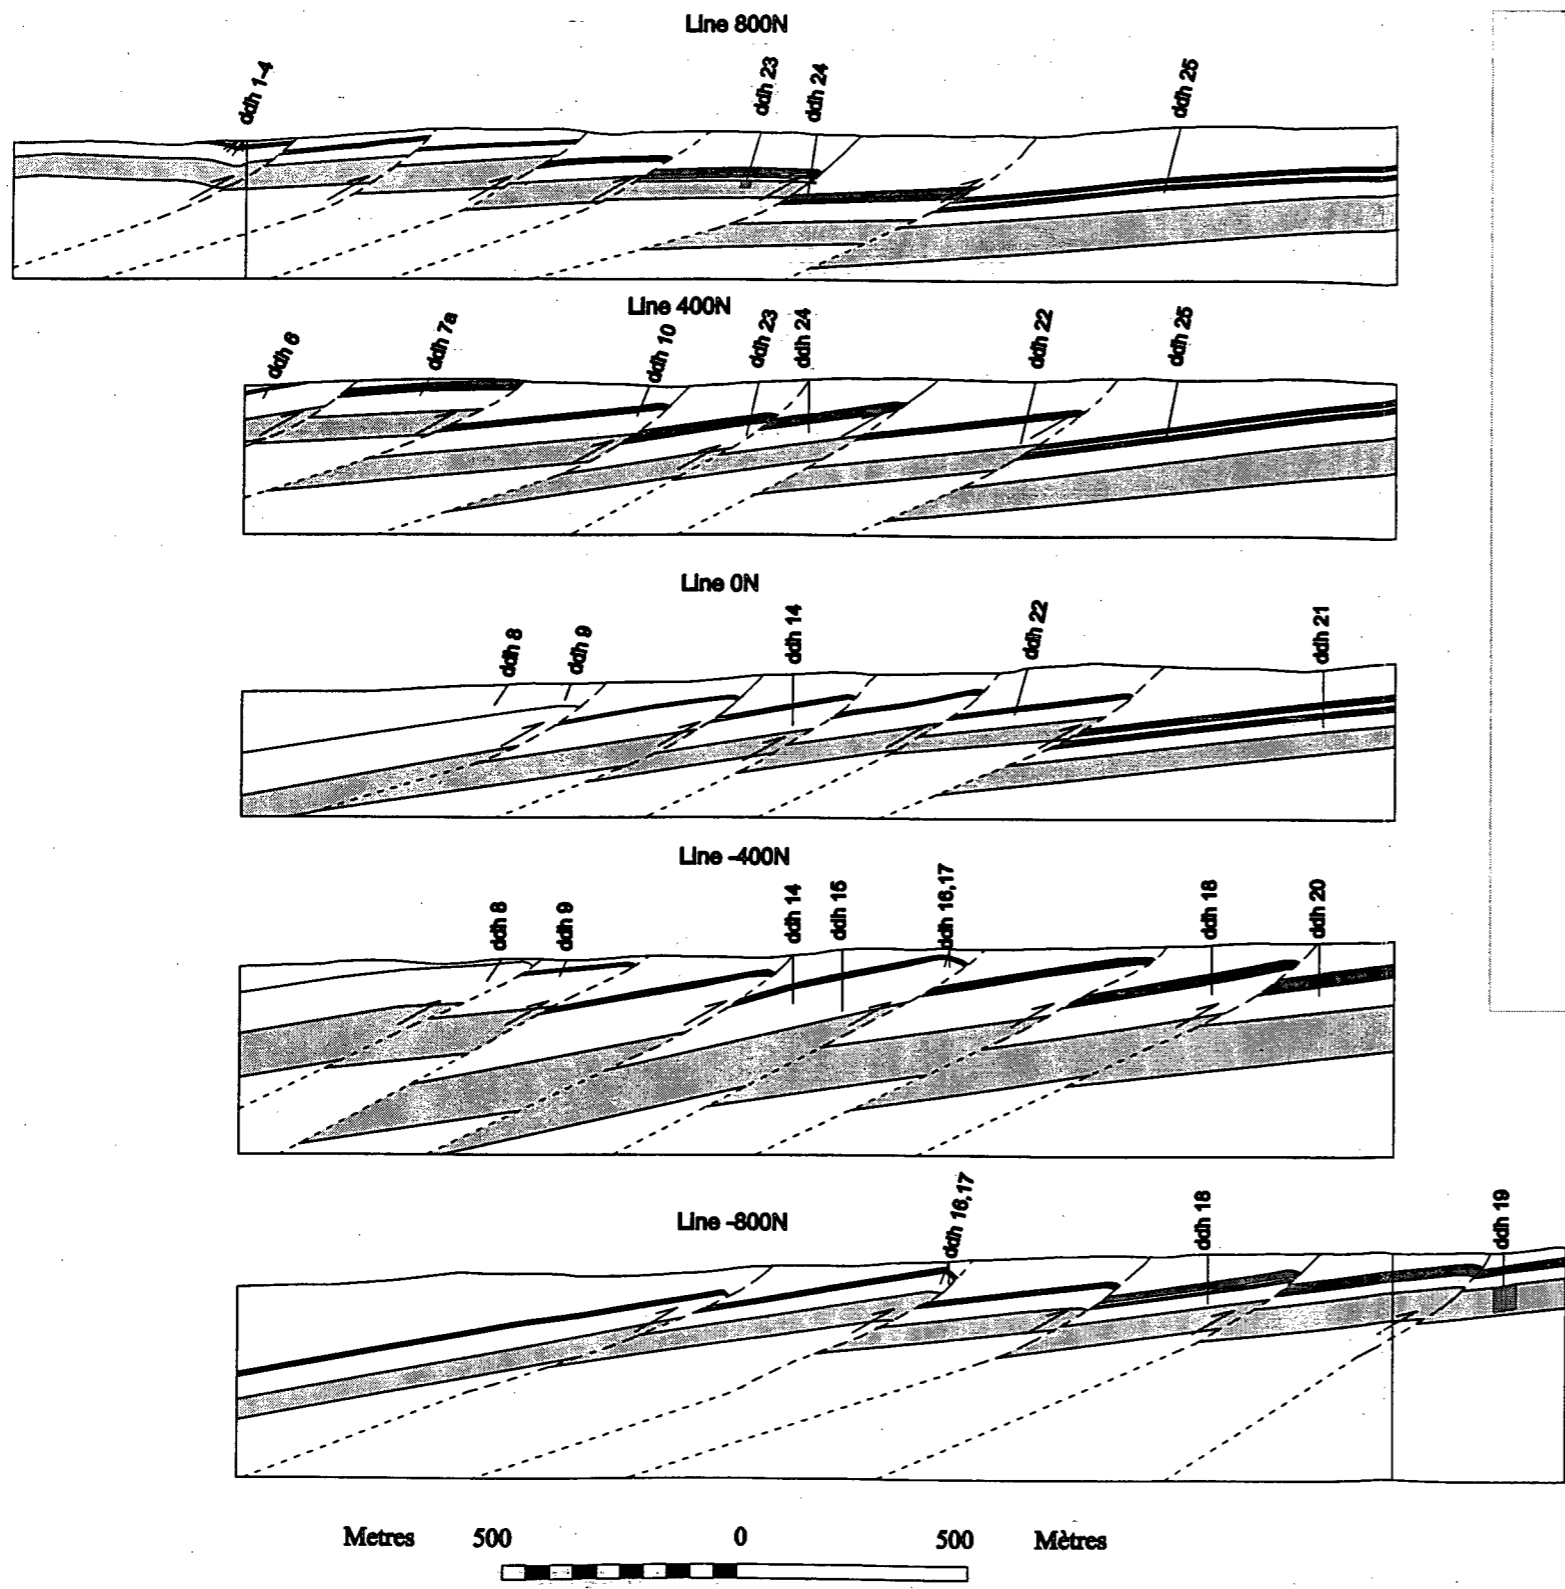 Line 800N
ddh 1-4
ddh 23
ddh 24
ddh 25
Line 400N
ddh 6
ddh 7a
ddh 10
ddh 23
ddh 24
ddh 22
ddh 25
Line 0N
ddh 8
ddh 9
ddh 14
ddh 22
ddh 21
Line -400N
ddh 8
ddh 9
ddh 14
ddh 15
ddh 16,17
ddh 18
ddh 20
Line -800N
ddh 16,17
ddh 18
ddh 19
Metres 500 0 500 Mètres